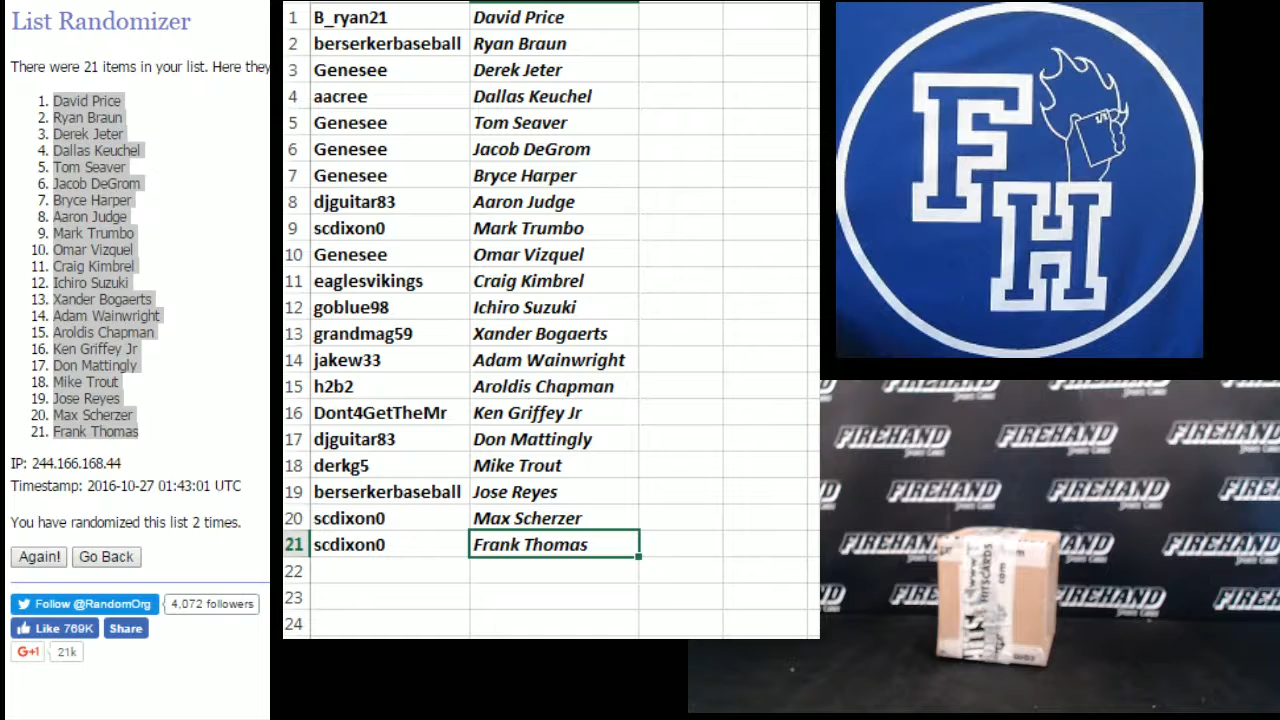 List Randomizer
There were 21 items in your list. Here they
1. David Price
2. Ryan Braun
3. Derek Jeter
4. Dallas Keuchel
5. Tom Seaver
6. Jacob DeGrom
7. Bryce Harper
8. Aaron Judge
9. Mark Trumbo
10. Omar Vizquel
11. Craig Kimbrel
12. Ichiro Suzuki
13. Xander Bogaerts
14. Adam Wainwright
15. Aroldis Chapman
16. Ken Griffey Jr
17. Don Mattingly
18. Mike Trout
19. Jose Reyes
20. Max Scherzer
21. Frank Thomas
IP: 244.166.168.44
Timestamp: 2016-10-27 01:43:01 UTC
You have randomized this list 2 times.
Again! Go Back
Follow @RandomOrg 4,072 followers
Like 769K Share
G+1 21k
1 B_ryan21 David Price
2 berserkerbaseball Ryan Braun
3 Genesee Derek Jeter
4 aacree Dallas Keuchel
5 Genesee Tom Seaver
6 Genesee Jacob DeGrom
7 Genesee Bryce Harper
8 djguitar83 Aaron Judge
9 scdixon0 Mark Trumbo
10 Genesee Omar Vizquel
11 eaglesvikings Craig Kimbrel
12 goblue98 Ichiro Suzuki
13 grandmag59 Xander Bogaerts
14 jakew33 Adam Wainwright
15 h2b2 Aroldis Chapman
16 Dont4GetTheMr Ken Griffey Jr
17 djguitar83 Don Mattingly
18 derkg5 Mike Trout
19 berserkerbaseball Jose Reyes
20 scdixon0 Max Scherzer
21 scdixon0 Frank Thomas
22
23
24
FH
1/1
FIREHAND
FIREHAND
FIREHAND
FIREHAND
FIREHAND
FIREHAND
FIREHAND
FIREHAND
FIREHAND